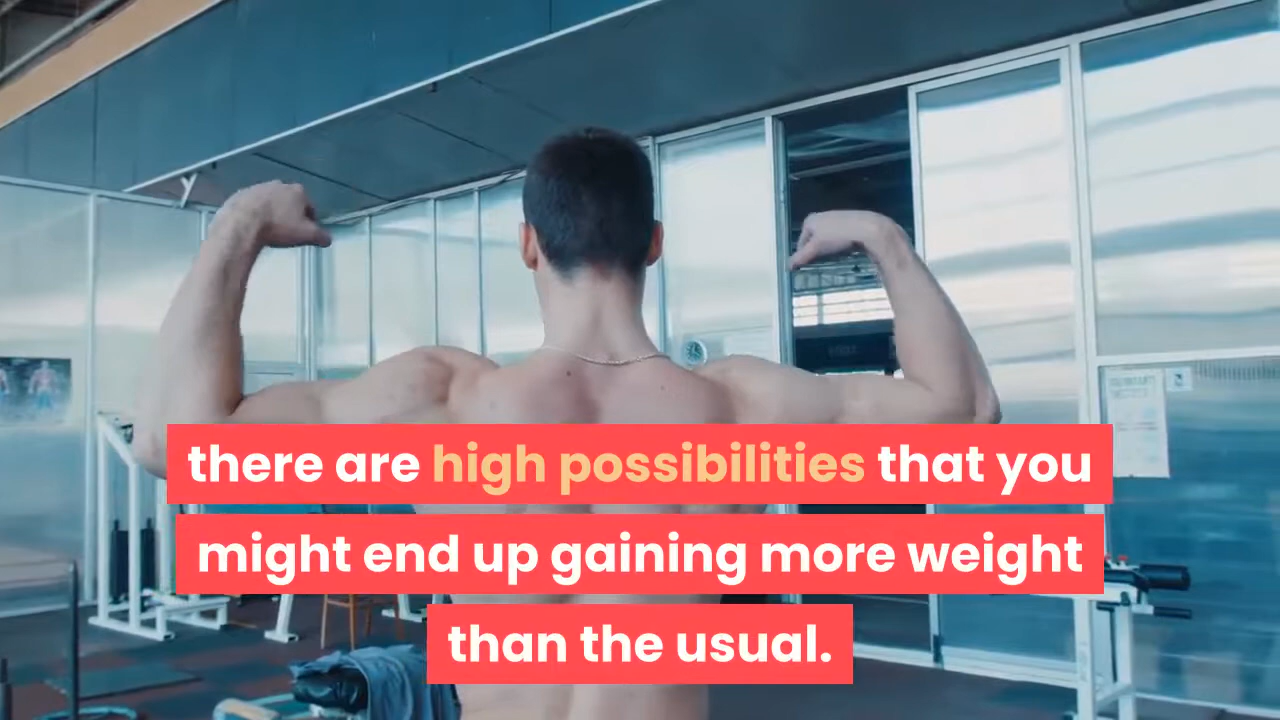 there are high possibilities that you
might end up gaining more weight
than the usual.